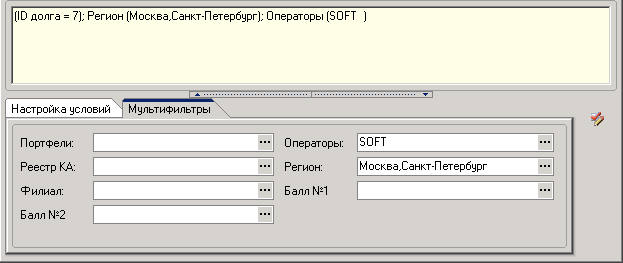 (ID долга = 7); Регион (Москва,Санкт-Петербург); Операторы (SOFT  )
Настройка условий Мультифильтры
Портфели: ... Операторы: SOFT ...
Реестр КА: ... Регион: Москва,Санкт-Петербург ...
Филиал: ... Балл №1 ...
Балл №2 ...